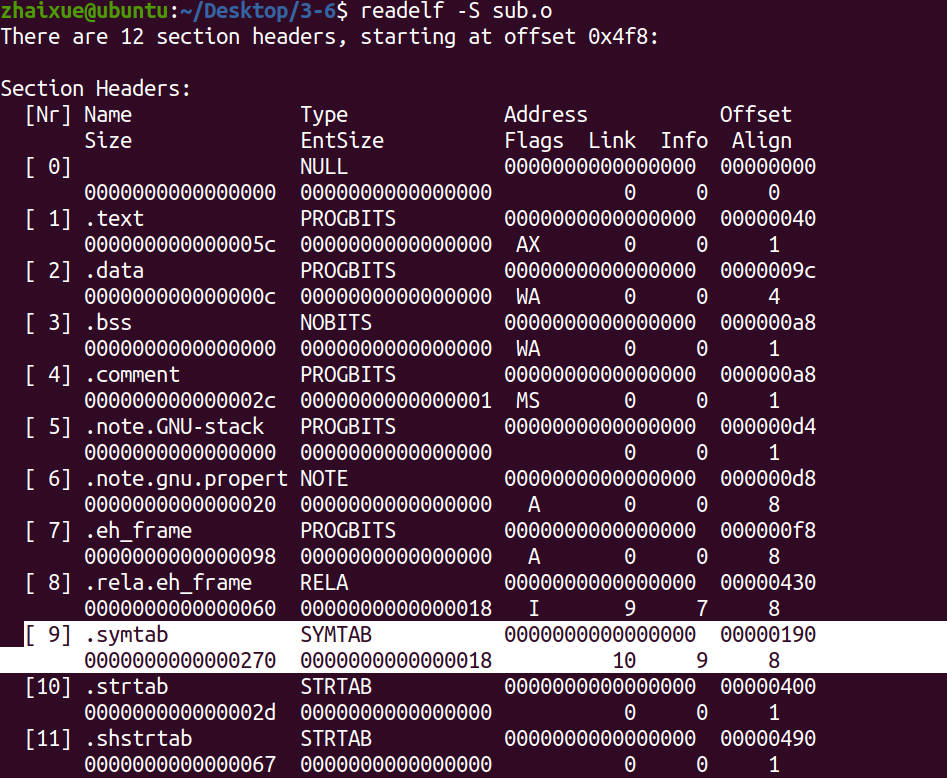 zhaixue@ubuntu:~/Desktop/3-6$ readelf -S sub.o
There are 12 section headers, starting at offset 0x4f8:

Section Headers:
  [Nr] Name              Type             Address           Offset
       Size              EntSize          Flags  Link  Info  Align
  [ 0]                   NULL             0000000000000000  00000000
       0000000000000000  0000000000000000           0     0     0
  [ 1] .text             PROGBITS         0000000000000000  00000040
       000000000000005c  0000000000000000  AX       0     0     1
  [ 2] .data             PROGBITS         0000000000000000  0000009c
       000000000000000c  0000000000000000  WA       0     0     4
  [ 3] .bss              NOBITS           0000000000000000  000000a8
       0000000000000000  0000000000000000  WA       0     0     1
  [ 4] .comment          PROGBITS         0000000000000000  000000a8
       000000000000002c  0000000000000001  MS       0     0     1
  [ 5] .note.GNU-stack   PROGBITS         0000000000000000  000000d4
       0000000000000000  0000000000000000           0     0     1
  [ 6] .note.gnu.propert NOTE             0000000000000000  000000d8
       0000000000000020  0000000000000000   A       0     0     8
  [ 7] .eh_frame         PROGBITS         0000000000000000  000000f8
       0000000000000098  0000000000000000   A       0     0     8
  [ 8] .rela.eh_frame    RELA             0000000000000000  00000430
       0000000000000060  0000000000000018   I       9     7     8
  [ 9] .symtab           SYMTAB           0000000000000000  00000190
       0000000000000270  0000000000000018          10     9     8
  [10] .strtab           STRTAB           0000000000000000  00000400
       000000000000002d  0000000000000000           0     0     1
  [11] .shstrtab         STRTAB           0000000000000000  00000490
       0000000000000067  0000000000000000           0     0     1